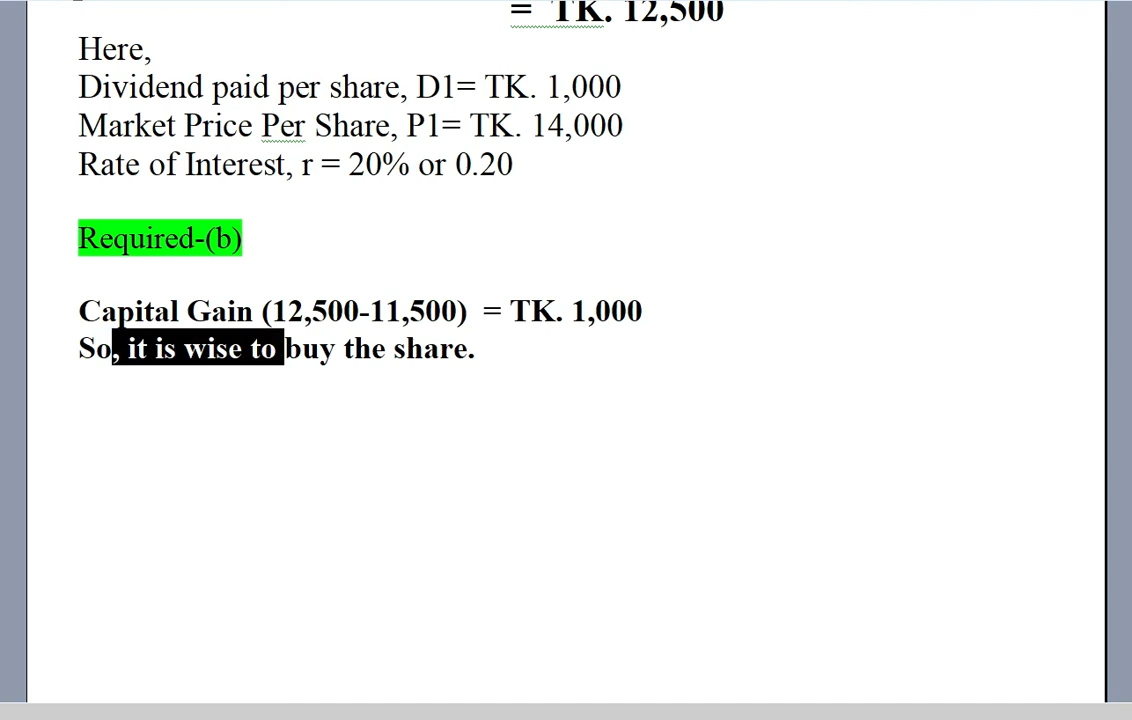 = TK. 12,500
Here,
Dividend paid per share, D1= TK. 1,000
Market Price Per Share, P1= TK. 14,000
Rate of Interest, r = 20% or 0.20
Required-(b)
Capital Gain (12,500-11,500) = TK. 1,000
So, it is wise to buy the share.